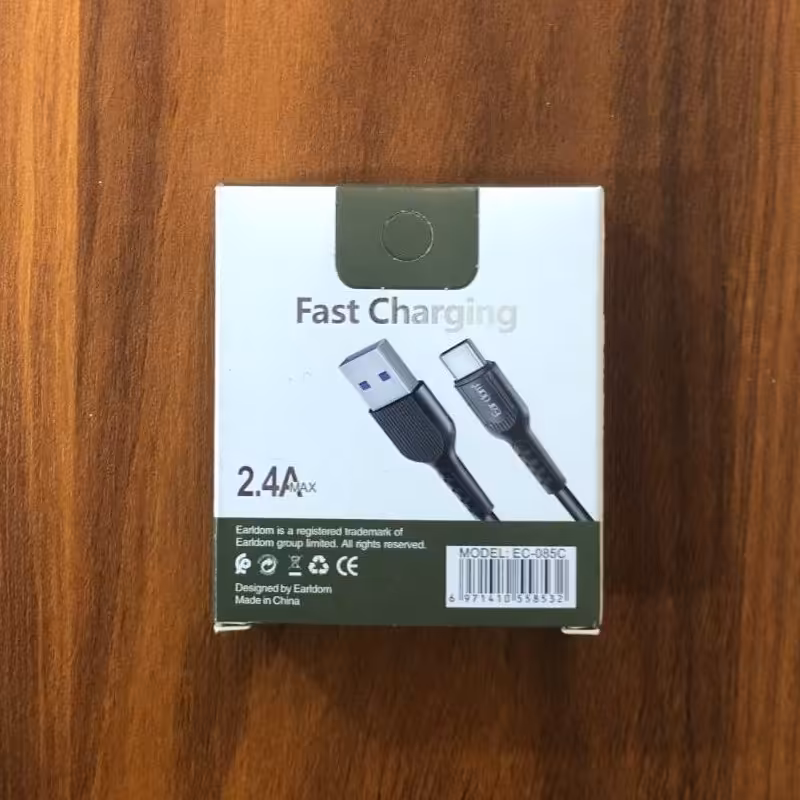 Fast Charging
Earldom
2.4A MAX
Earldom is a registered trademark of
Earldom group limited. All rights reserved.
CE
Designed by Earldom
Made in China
MODEL: EC-085C
6 971410 558532